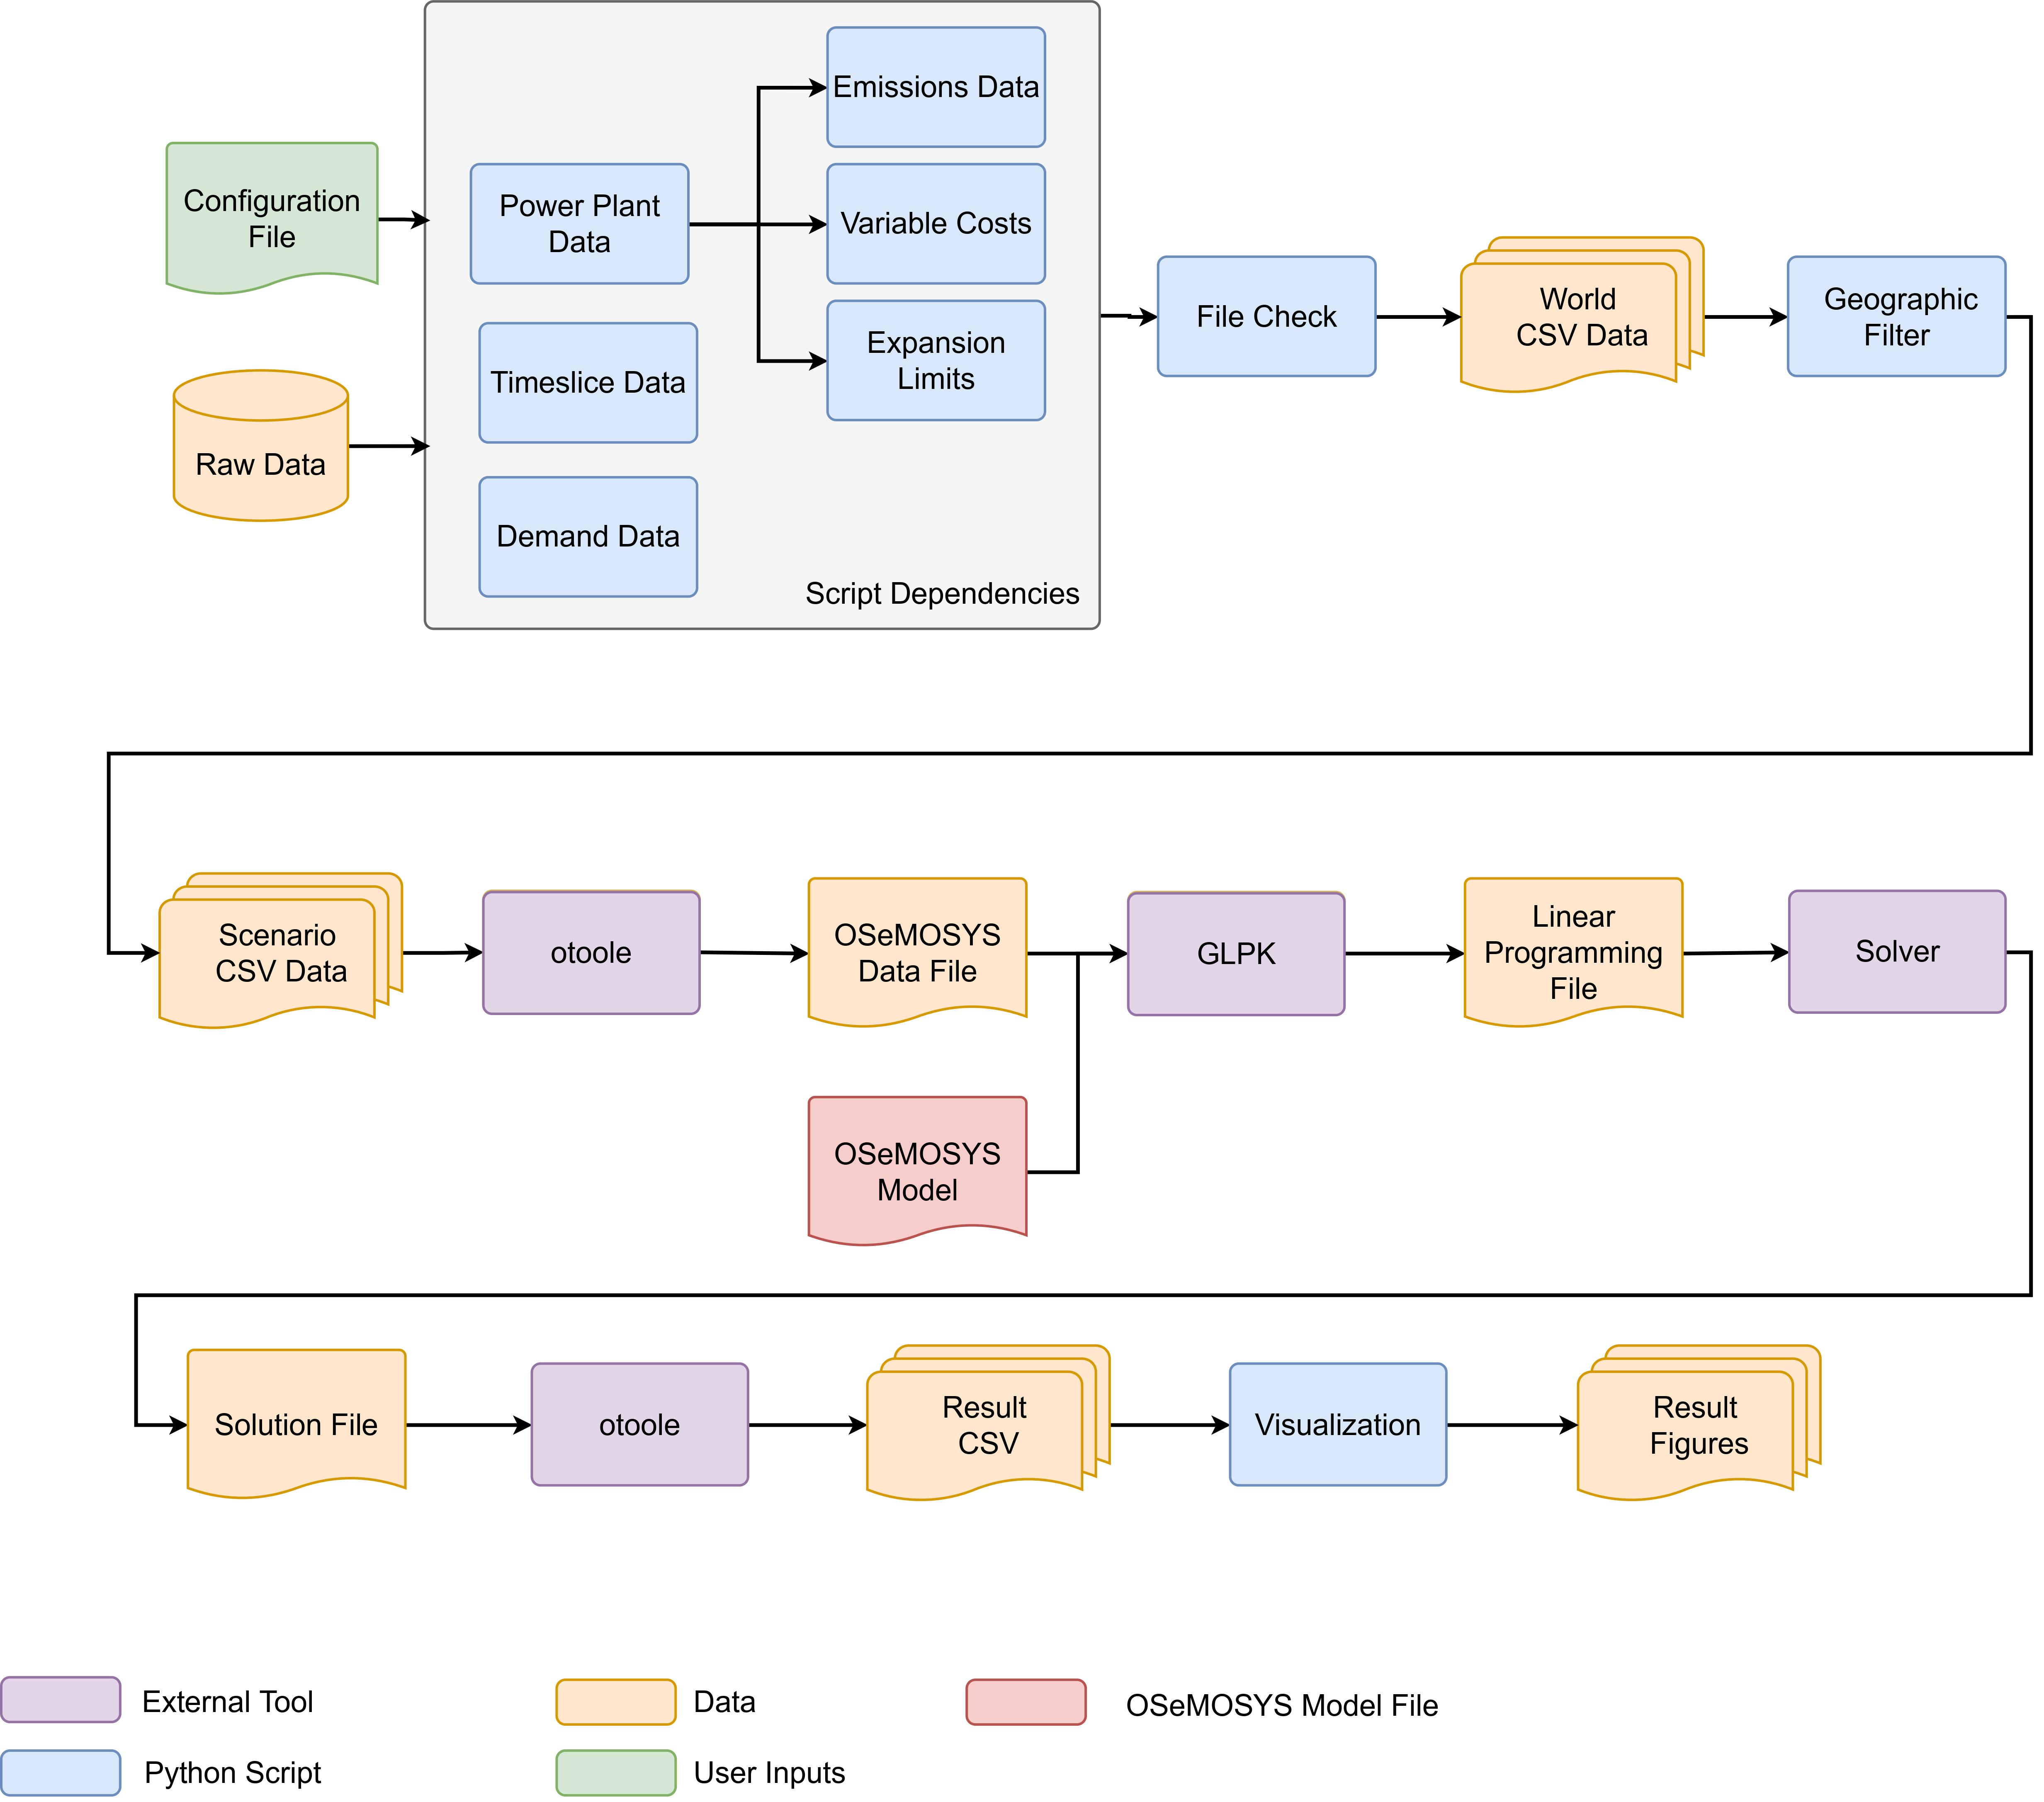 Emissions Data
Configuration
File
Power Plant
Data
Variable Costs
Expansion
Limits
Timeslice Data
Raw Data
Demand Data
Script Dependencies
File Check
World
CSV Data
Geographic
Filter
Scenario
CSV Data
otoole
OSeMOSYS
Data File
GLPK
Linear
Programming
File
Solver
OSeMOSYS
Model
Solution File
otoole
Result
CSV
Visualization
Result
Figures
External Tool
Data
OSeMOSYS Model File
Python Script
User Inputs